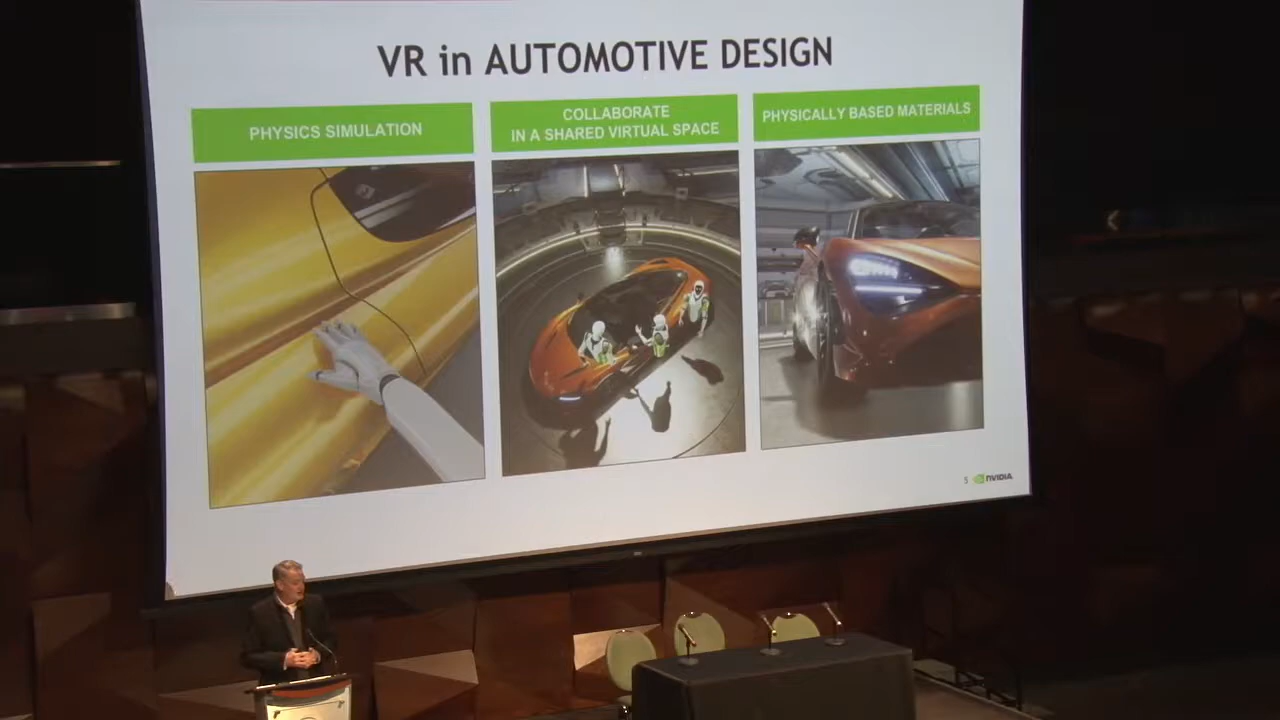 VR in AUTOMOTIVE DESIGN
PHYSICS SIMULATION
COLLABORATE
IN A SHARED VIRTUAL SPACE
PHYSICALLY BASED MATERIALS
5 NVIDIA.